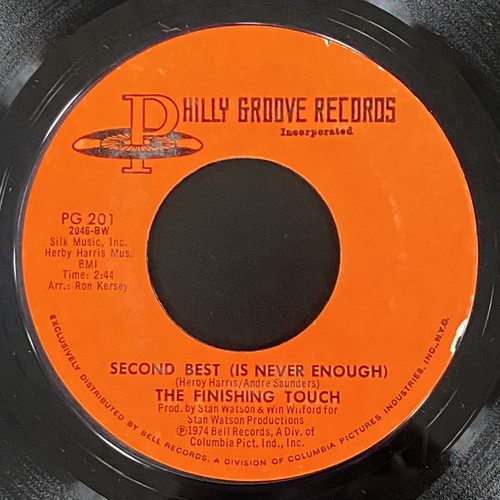 PHILLY GROOVE RECORDS
Incorporated
PG 201
2046-BW
Silk Music, Inc.
Herby Harris Mus.
BMI
Time: 2:44
Arr.: Ron Kersey
SECOND BEST (IS NEVER ENOUGH)
(Herby Harris/Andre Saunders)
THE FINISHING TOUCH
Prod. by Stan Watson & Win Wilford for
Stan Watson Productions
℗1974 Bell Records, A Div. of
Columbia Pict. Ind., Inc.
EXCLUSIVELY DISTRIBUTED BY BELL RECORDS, A DIVISION OF COLUMBIA PICTURES INDUSTRIES, INC., N.Y.C.